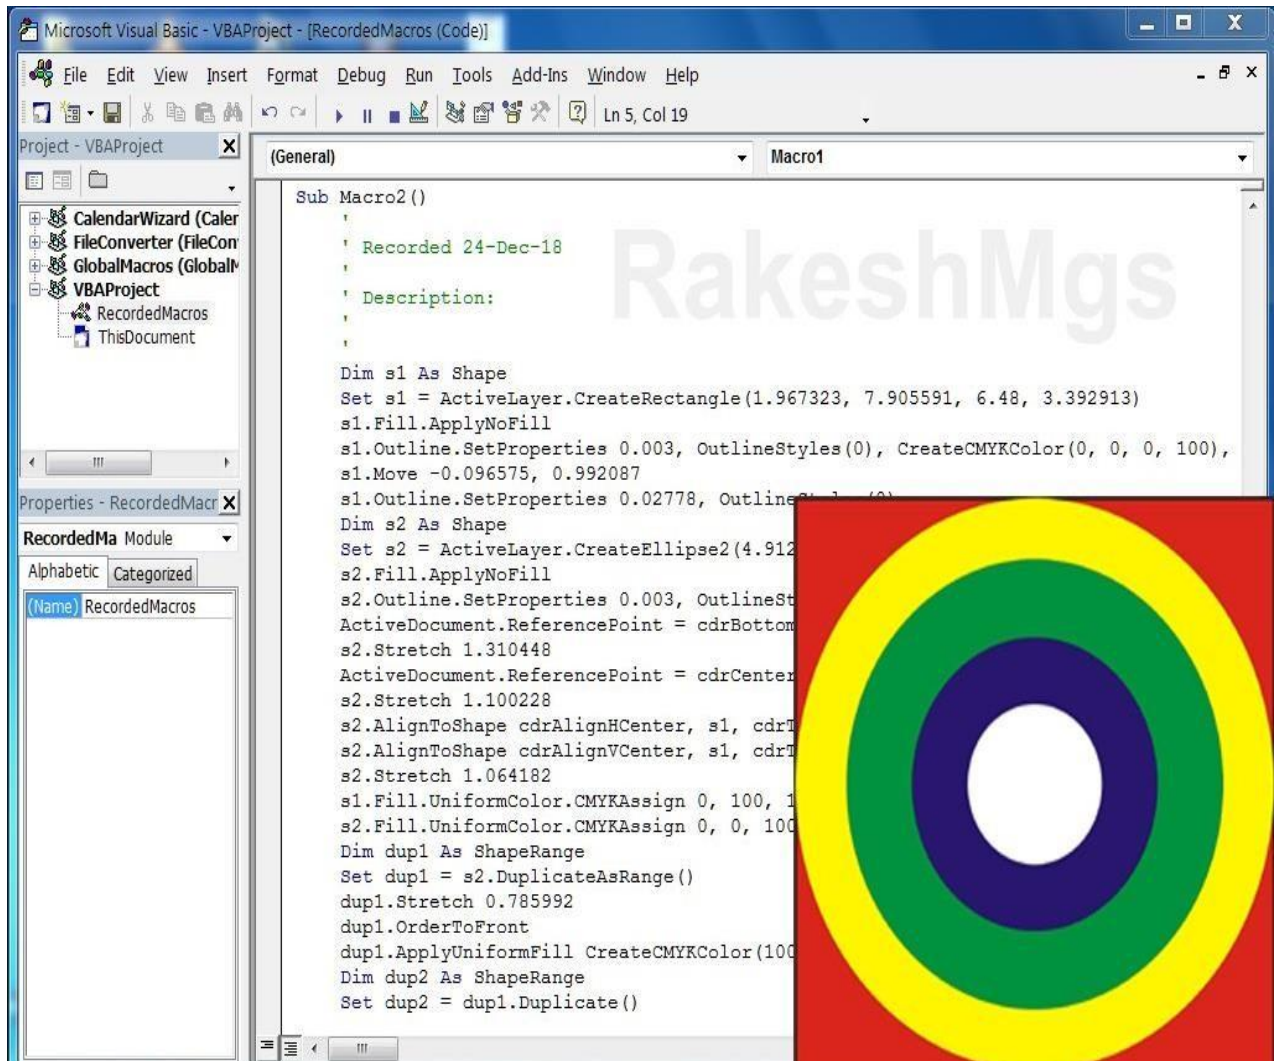 Microsoft Visual Basic - VBAProject - [RecordedMacros (Code)]
File Edit View Insert Format Debug Run Tools Add-Ins Window Help
Ln 5, Col 19
Project - VBAProject
CalendarWizard (Caler
FileConverter (FileCon
GlobalMacros (GlobalM
VBAProject
RecordedMacros
ThisDocument
Properties - RecordedMacr
RecordedMa Module
Alphabetic Categorized
(Name) RecordedMacros
(General) Macro1
RakeshMgs
Sub Macro2()
'
' Recorded 24-Dec-18
'
' Description:
'
'
Dim s1 As Shape
Set s1 = ActiveLayer.CreateRectangle(1.967323, 7.905591, 6.48, 3.392913)
s1.Fill.ApplyNoFill
s1.Outline.SetProperties 0.003, OutlineStyles(0), CreateCMYKColor(0, 0, 0, 100),
s1.Move -0.096575, 0.992087
s1.Outline.SetProperties 0.02778, OutlineStyles(0)
Dim s2 As Shape
Set s2 = ActiveLayer.CreateEllipse2(4.912
s2.Fill.ApplyNoFill
s2.Outline.SetProperties 0.003, OutlineSt
ActiveDocument.ReferencePoint = cdrBottom
s2.Stretch 1.310448
ActiveDocument.ReferencePoint = cdrCenter
s2.Stretch 1.100228
s2.AlignToShape cdrAlignHCenter, s1, cdrT
s2.AlignToShape cdrAlignVCenter, s1, cdrT
s2.Stretch 1.064182
s1.Fill.UniformColor.CMYKAssign 0, 100, 1
s2.Fill.UniformColor.CMYKAssign 0, 0, 100
Dim dup1 As ShapeRange
Set dup1 = s2.DuplicateAsRange()
dup1.Stretch 0.785992
dup1.OrderToFront
dup1.ApplyUniformFill CreateCMYKColor(100
Dim dup2 As ShapeRange
Set dup2 = dup1.Duplicate()